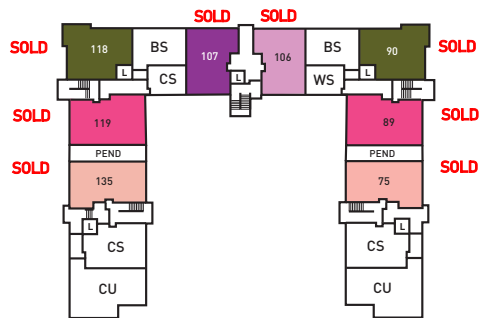 SOLD SOLD
SOLD 118 BS 107 106 BS 90 SOLD
L CS L WS L
SOLD 119 89 SOLD
PEND PEND
SOLD 135 75 SOLD
L L
CS CS
CU CU